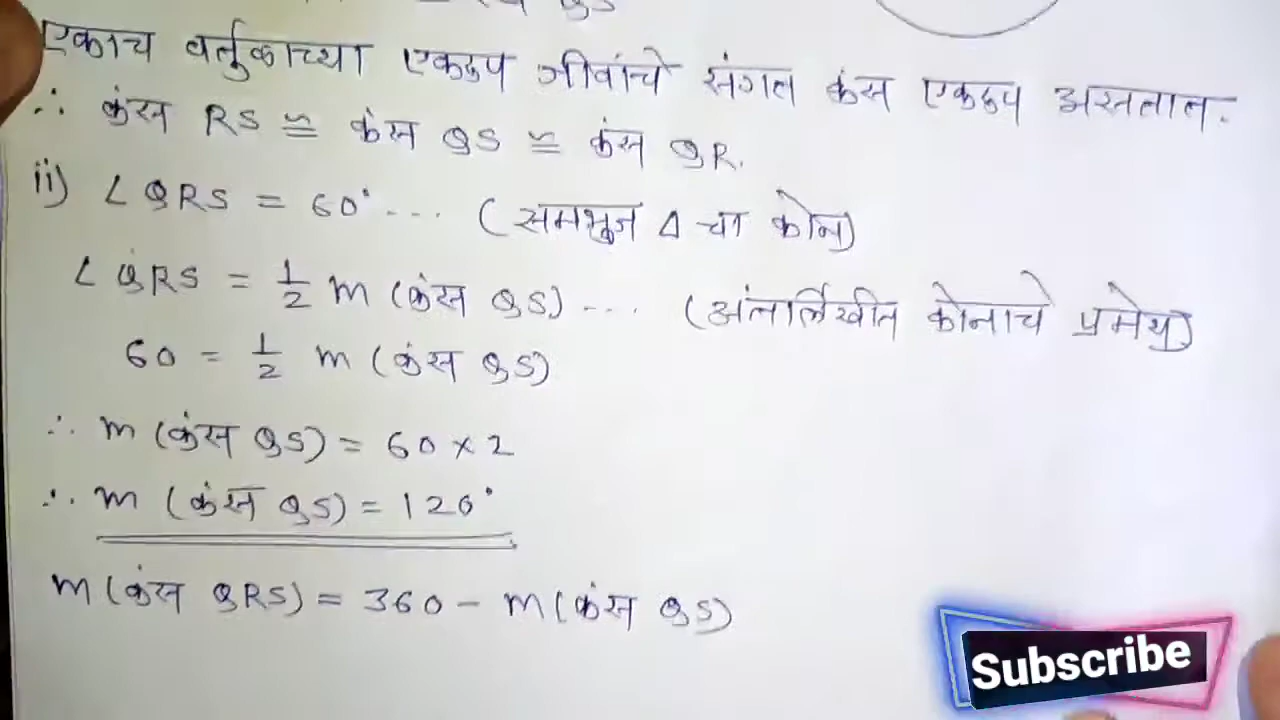 एकाच वर्तुळाच्या एकरूप जीवांचे संगत कंस एकरूप असतात.
∴ कंस RS ≅ कंस QS ≅ कंस QR.
ii) ∠QRS = 60° ... (समभुज Δ चा कोन)
∠QRS = 1/2 m (कंस QS) ... (अंतर्लिखीत कोनाचे प्रमेय)
60 = 1/2 m (कंस QS)
∴ m (कंस QS) = 60 × 2
∴ m (कंस QS) = 120°
m (कंस QRS) = 360 - m (कंस QS)
Subscribe